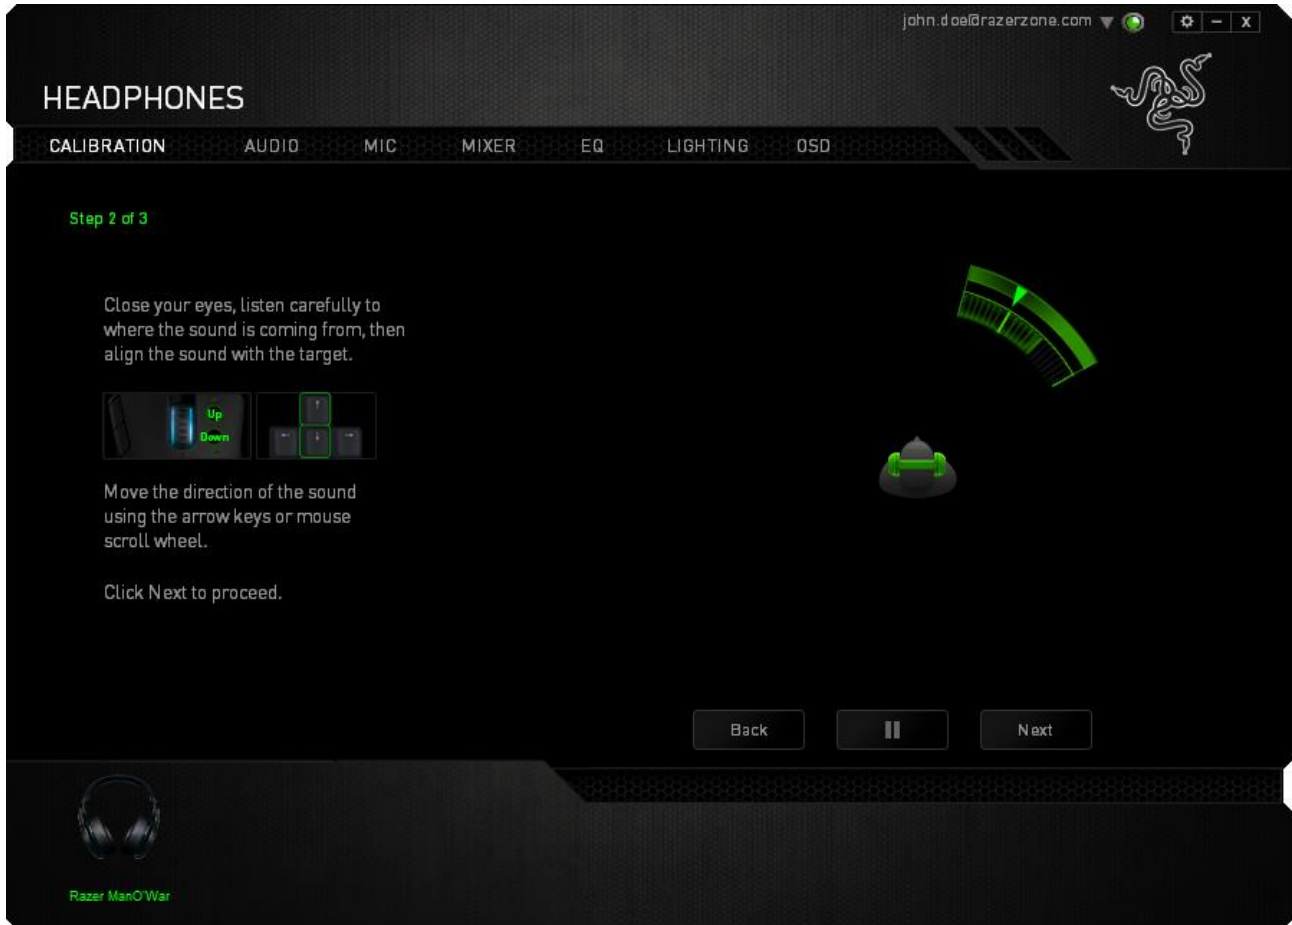 john.doe@razerzone.com
X
HEADPHONES
CALIBRATION AUDIO MIC MIXER EQ LIGHTING OSD
Step 2 of 3
Close your eyes, listen carefully to
where the sound is coming from, then
align the sound with the target.
Up
Down
Move the direction of the sound
using the arrow keys or mouse
scroll wheel.
Click Next to proceed.
Back
Next
Razer ManO'War